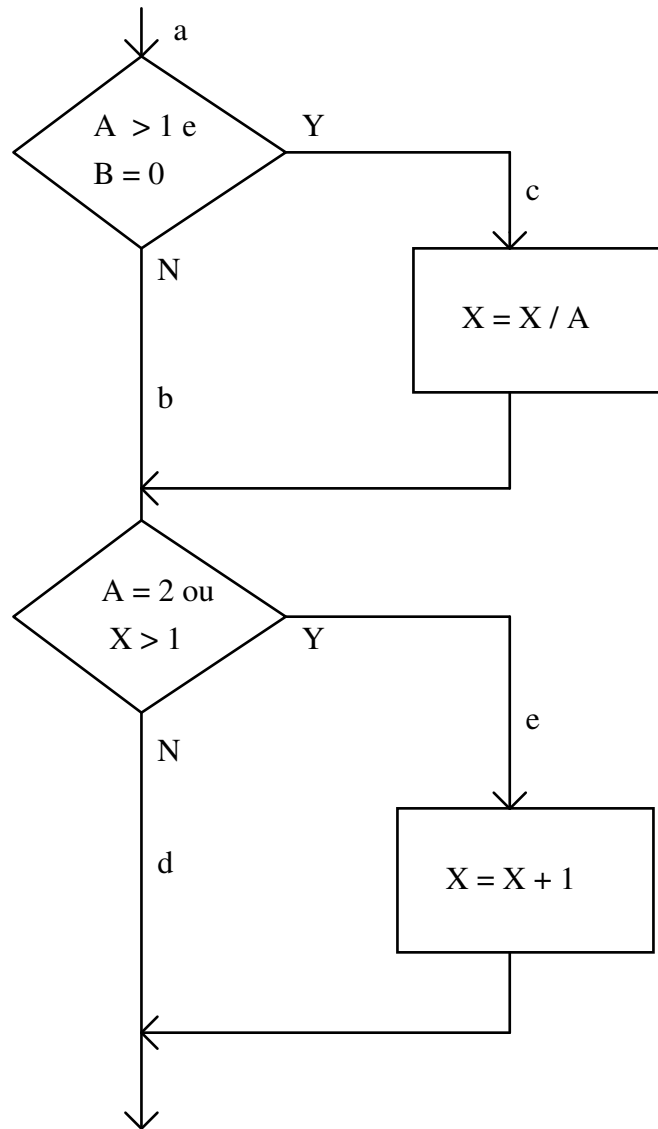 a
A > 1 e
B = 0
Y
c
N
X = X / A
b
A = 2 ou
X > 1
Y
e
N
d
X = X + 1